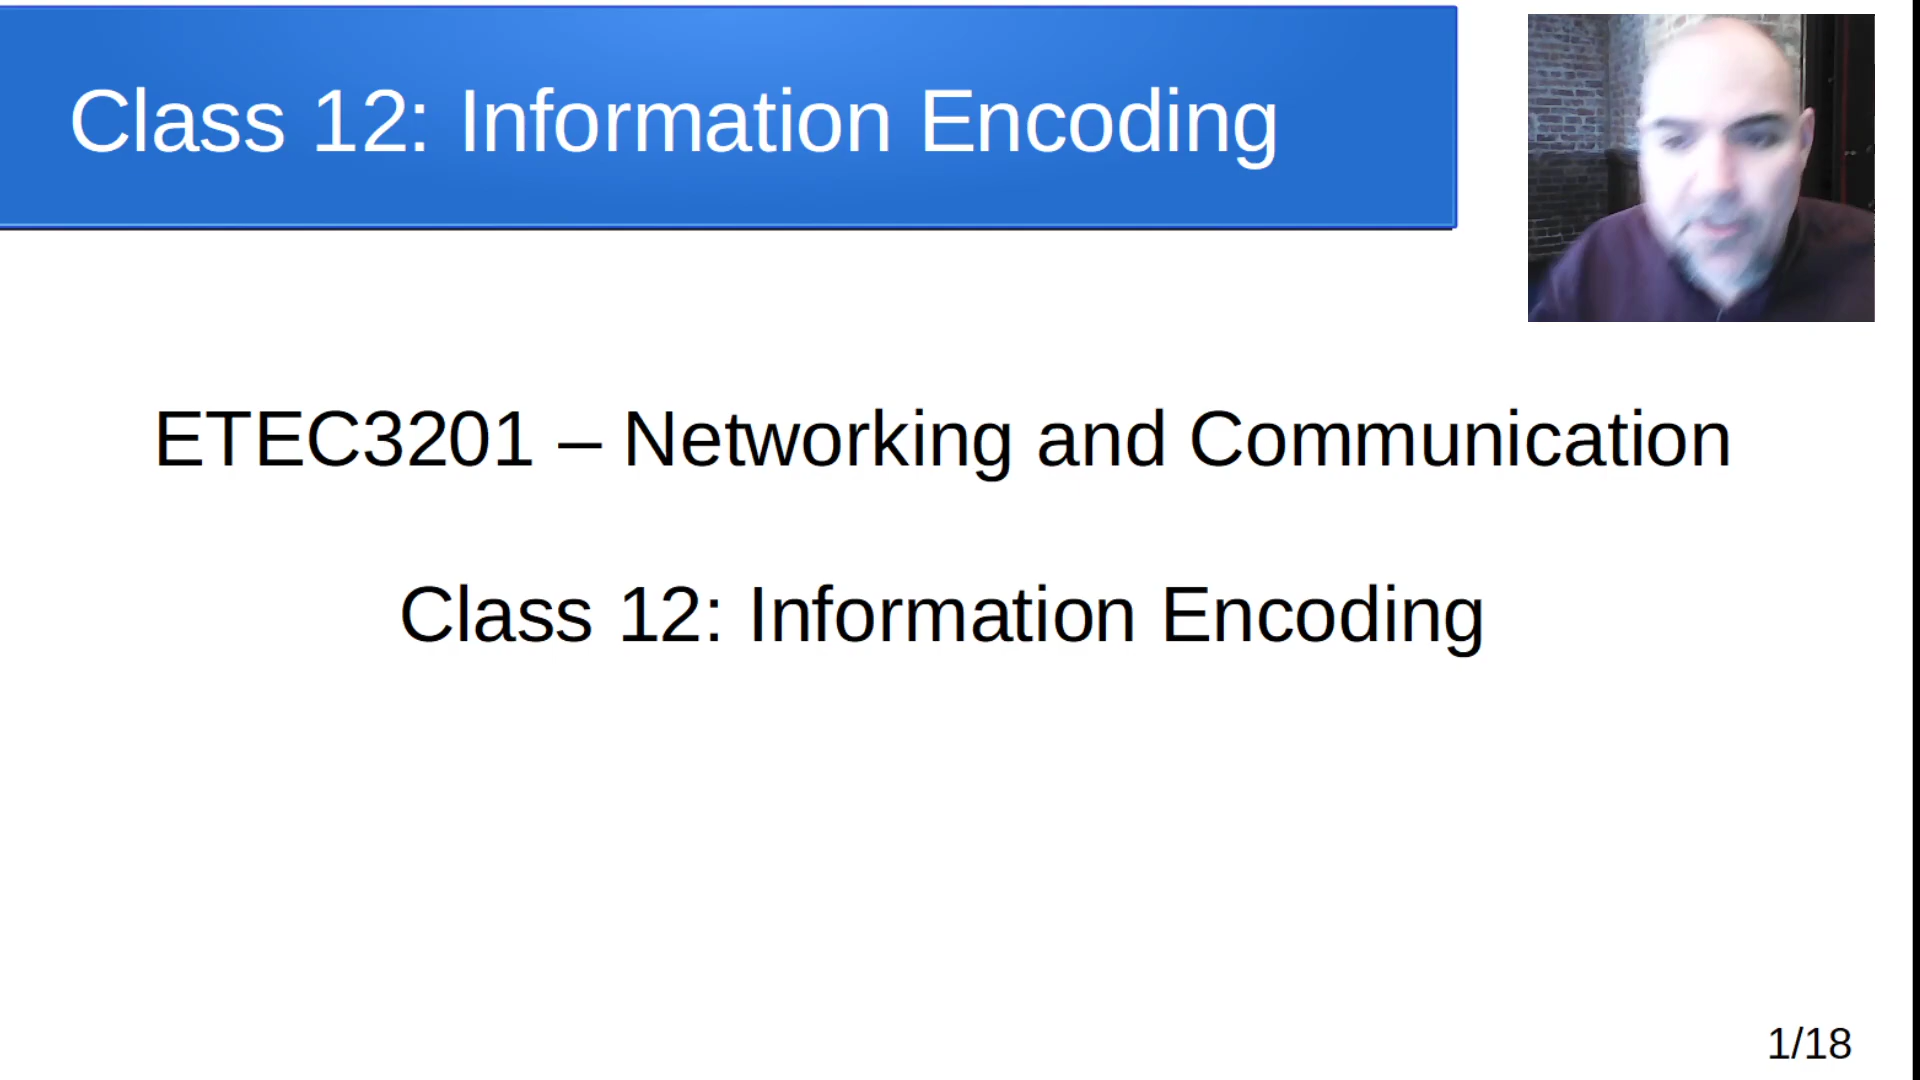 Class 12: Information Encoding
ETEC3201 – Networking and Communication
Class 12: Information Encoding
1/18